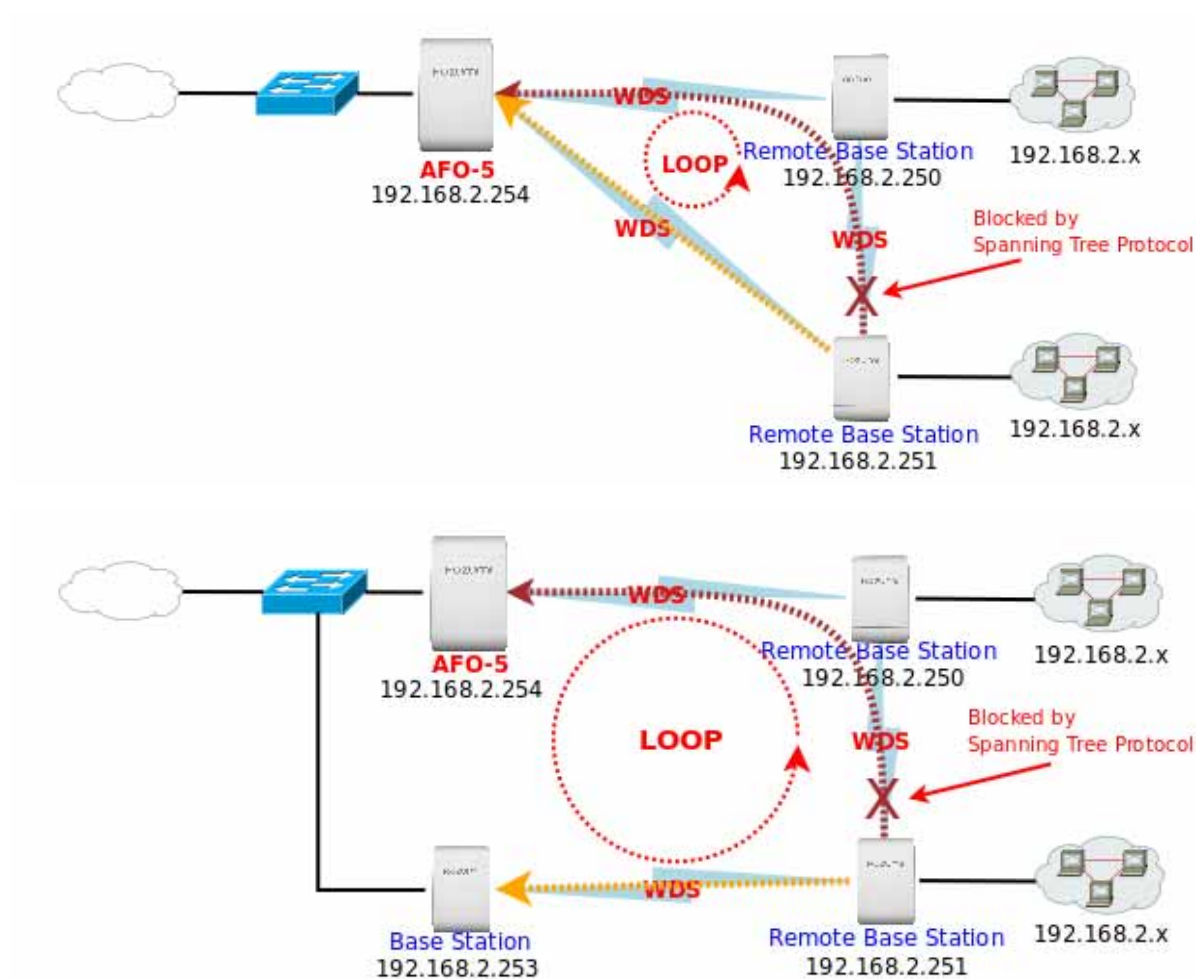 WDS
LOOP
Remote Base Station
192.168.2.250
192.168.2.x
AFO-5
192.168.2.254
WDS
WDS
Blocked by
Spanning Tree Protocol
X
Remote Base Station
192.168.2.251
192.168.2.x
WDS
Remote Base Station
192.168.2.250
192.168.2.x
AFO-5
192.168.2.254
LOOP
WDS
Blocked by
Spanning Tree Protocol
X
WDS
Base Station
192.168.2.253
Remote Base Station
192.168.2.251
192.168.2.x